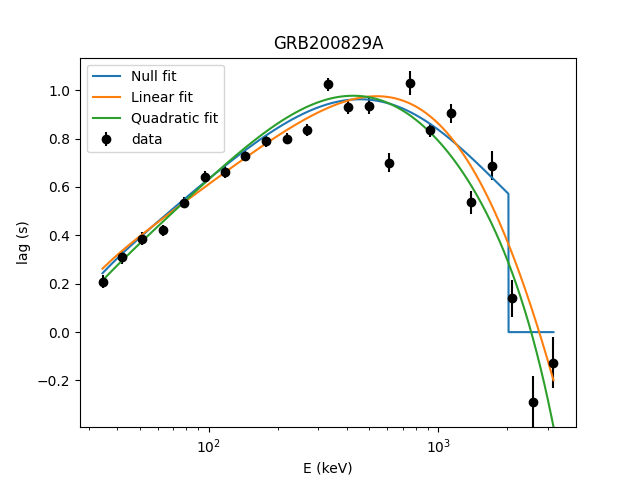 GRB200829A
Null fit
Linear fit
Quadratic fit
data
lag (s)
1.0
0.8
0.6
0.4
0.2
0.0
−0.2
10²
10³
E (keV)